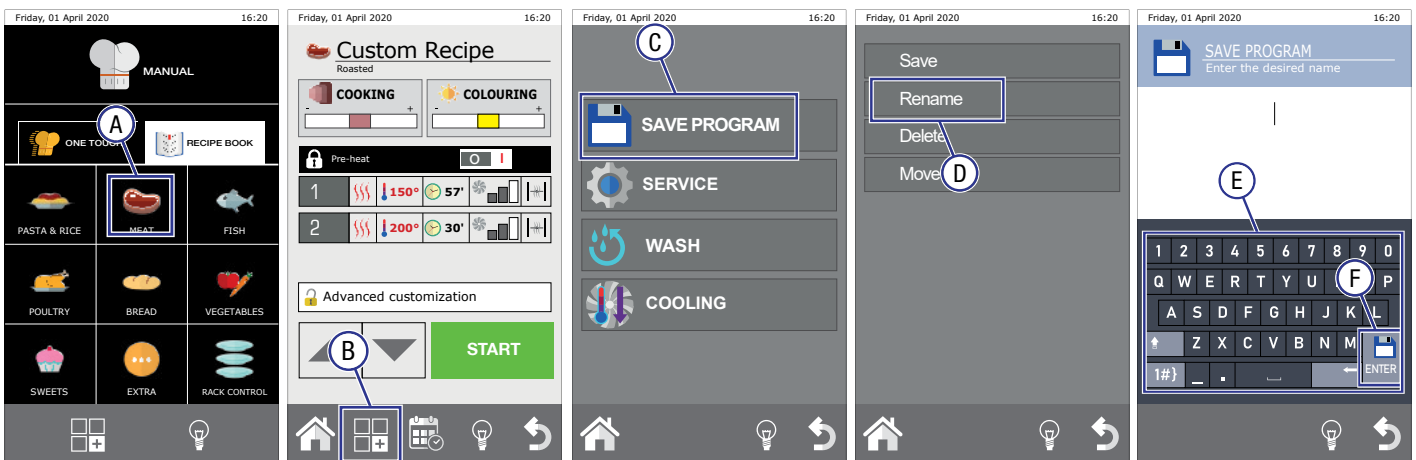 Friday, 01 April 2020 16:20
MANUAL
A
ONE TOUCH
RECIPE BOOK
PASTA & RICE
MEAT
FISH
POULTRY
BREAD
VEGETABLES
SWEETS
EXTRA
RACK CONTROL
Friday, 01 April 2020 16:20
Custom Recipe
Roasted
COOKING
- +
COLOURING
- +
Pre-heat O I
1 150° 57'
2 200° 30'
Advanced customization
B
START
Friday, 01 April 2020 16:20
C
SAVE PROGRAM
SERVICE
WASH
COOLING
Friday, 01 April 2020 16:20
Save
Rename
Delete
Move
D
Friday, 01 April 2020 16:20
SAVE PROGRAM
Enter the desired name
E
1 2 3 4 5 6 7 8 9 0
Q W E R T Y U P
F
A S D F G H J K L
Z X C V B N M
1#} _ . ENTER